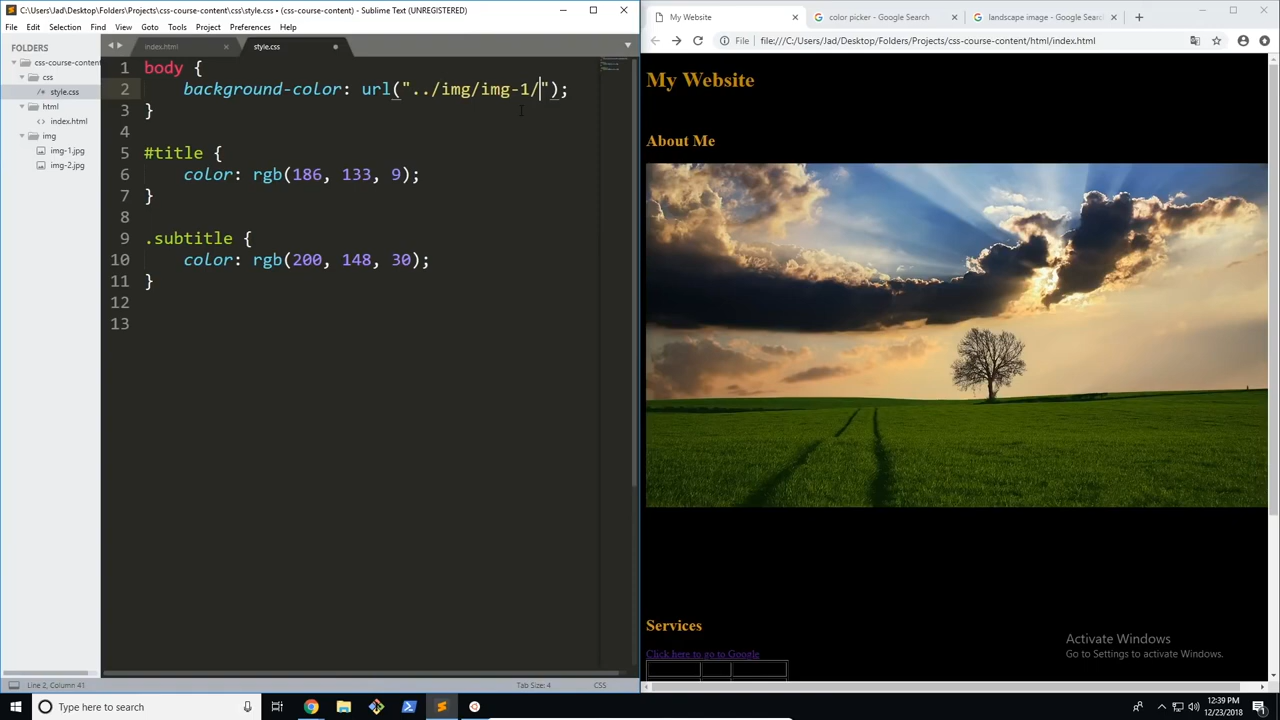 C:\Users\Jad\Desktop\Folders\Projects\css-course-content\css\style.css • (css-course-content) - Sublime Text (UNREGISTERED)
File Edit Selection Find View Goto Tools Project Preferences Help
FOLDERS
css-course-content
css
/* style.css
html
<> index.html
img
img-1.jpg
img-2.jpg
index.html
style.css
1 body {
2 background-color: url("../img/img-1/");
3 }
4
5 #title {
6 color: rgb(186, 133, 9);
7 }
8
9 .subtitle {
10 color: rgb(200, 148, 30);
11 }
12
13
Line 2, Column 41
Tab Size: 4
CSS
My Website
color picker - Google Search
landscape image - Google Search
File file:///C:/Users/Jad/Desktop/Folders/Projects/css-course-content/html/index.html
My Website
About Me
Services
Click here to go to Google
Activate Windows
Go to Settings to activate Windows.
Type here to search
12:39 PM
12/23/2018
1